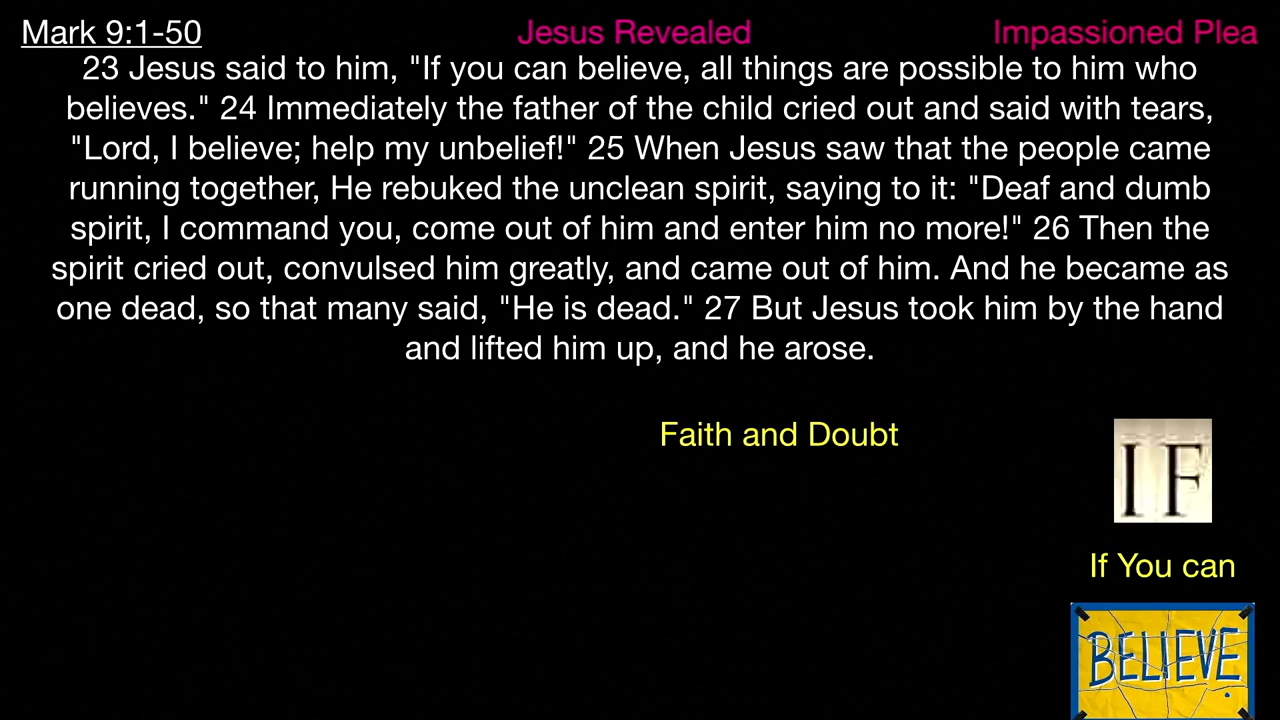 Mark 9:1-50
Jesus Revealed
Impassioned Plea
23 Jesus said to him, "If you can believe, all things are possible to him who
believes." 24 Immediately the father of the child cried out and said with tears,
"Lord, I believe; help my unbelief!" 25 When Jesus saw that the people came
running together, He rebuked the unclean spirit, saying to it: "Deaf and dumb
spirit, I command you, come out of him and enter him no more!" 26 Then the
spirit cried out, convulsed him greatly, and came out of him. And he became as
one dead, so that many said, "He is dead." 27 But Jesus took him by the hand
and lifted him up, and he arose.
Faith and Doubt
IF
If You can
BELIEVE